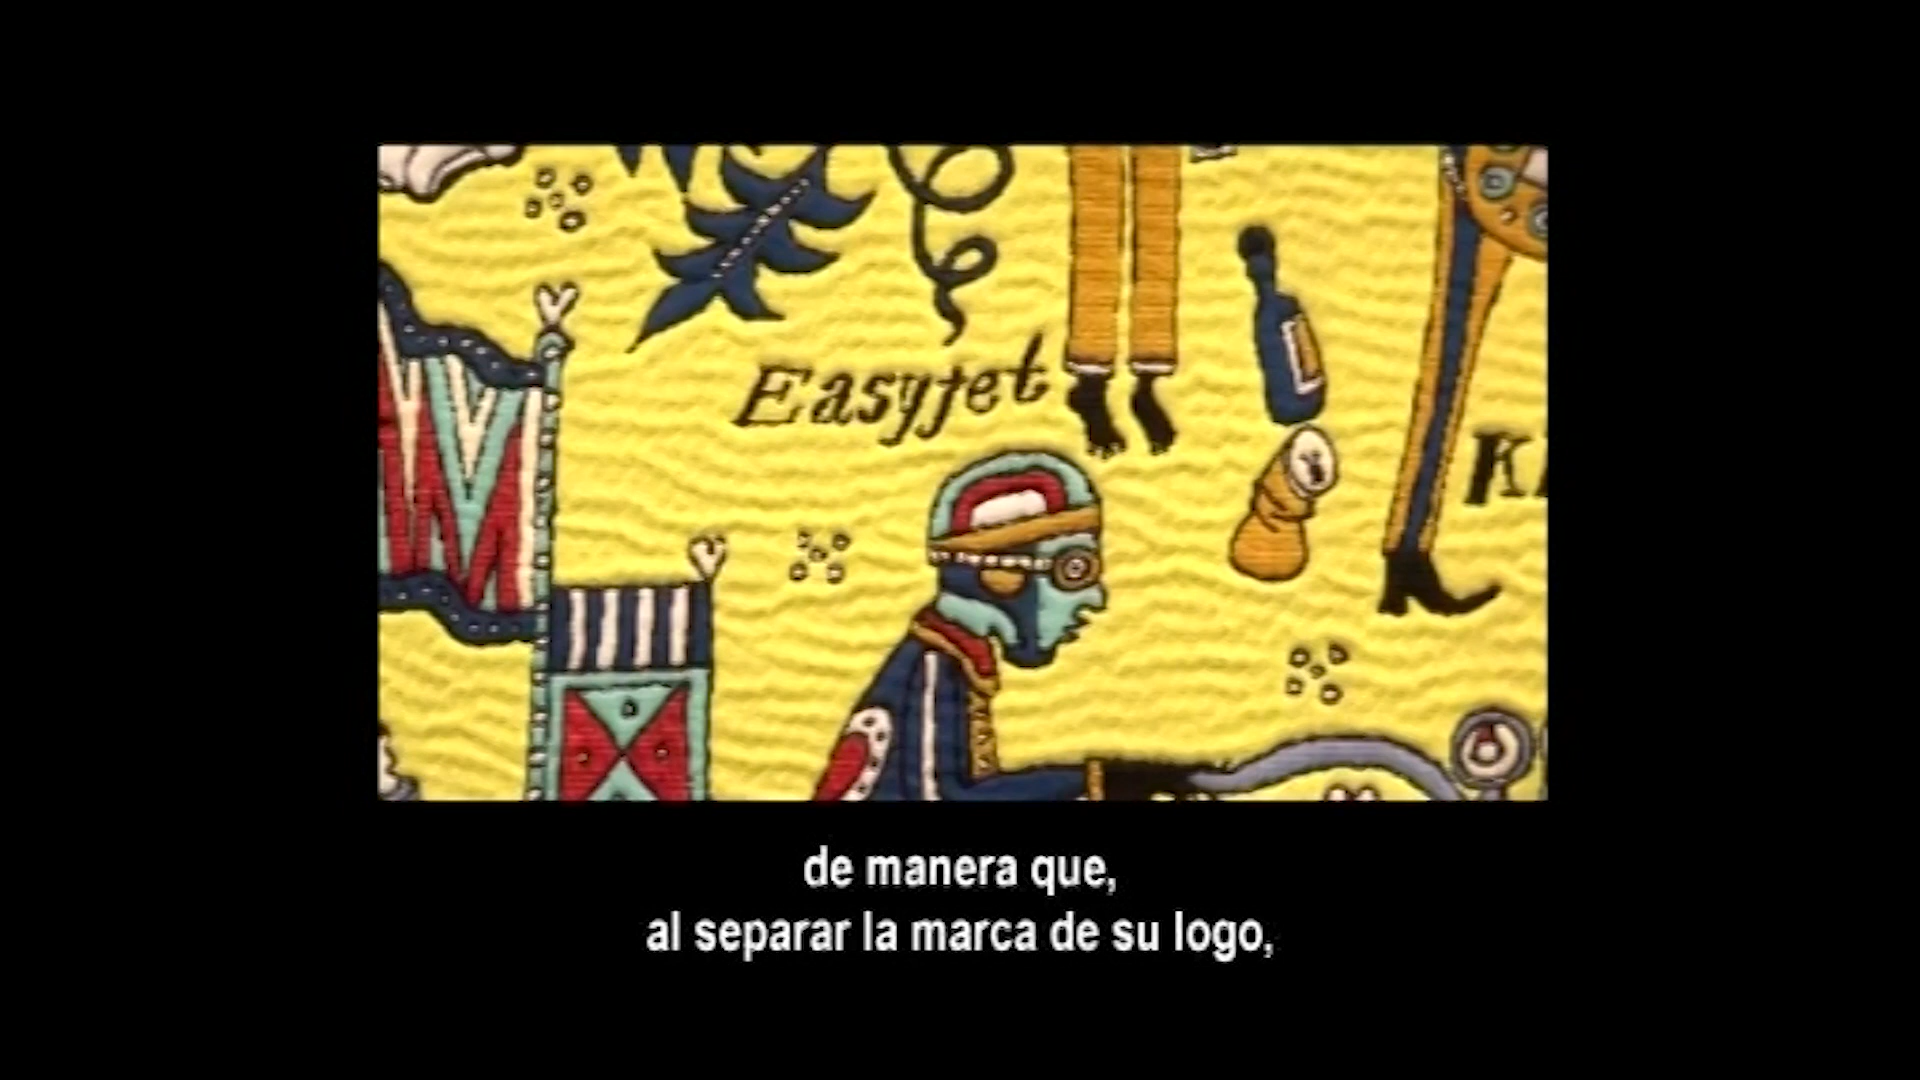 Easyjet
de manera que,
al separar la marca de su logo,